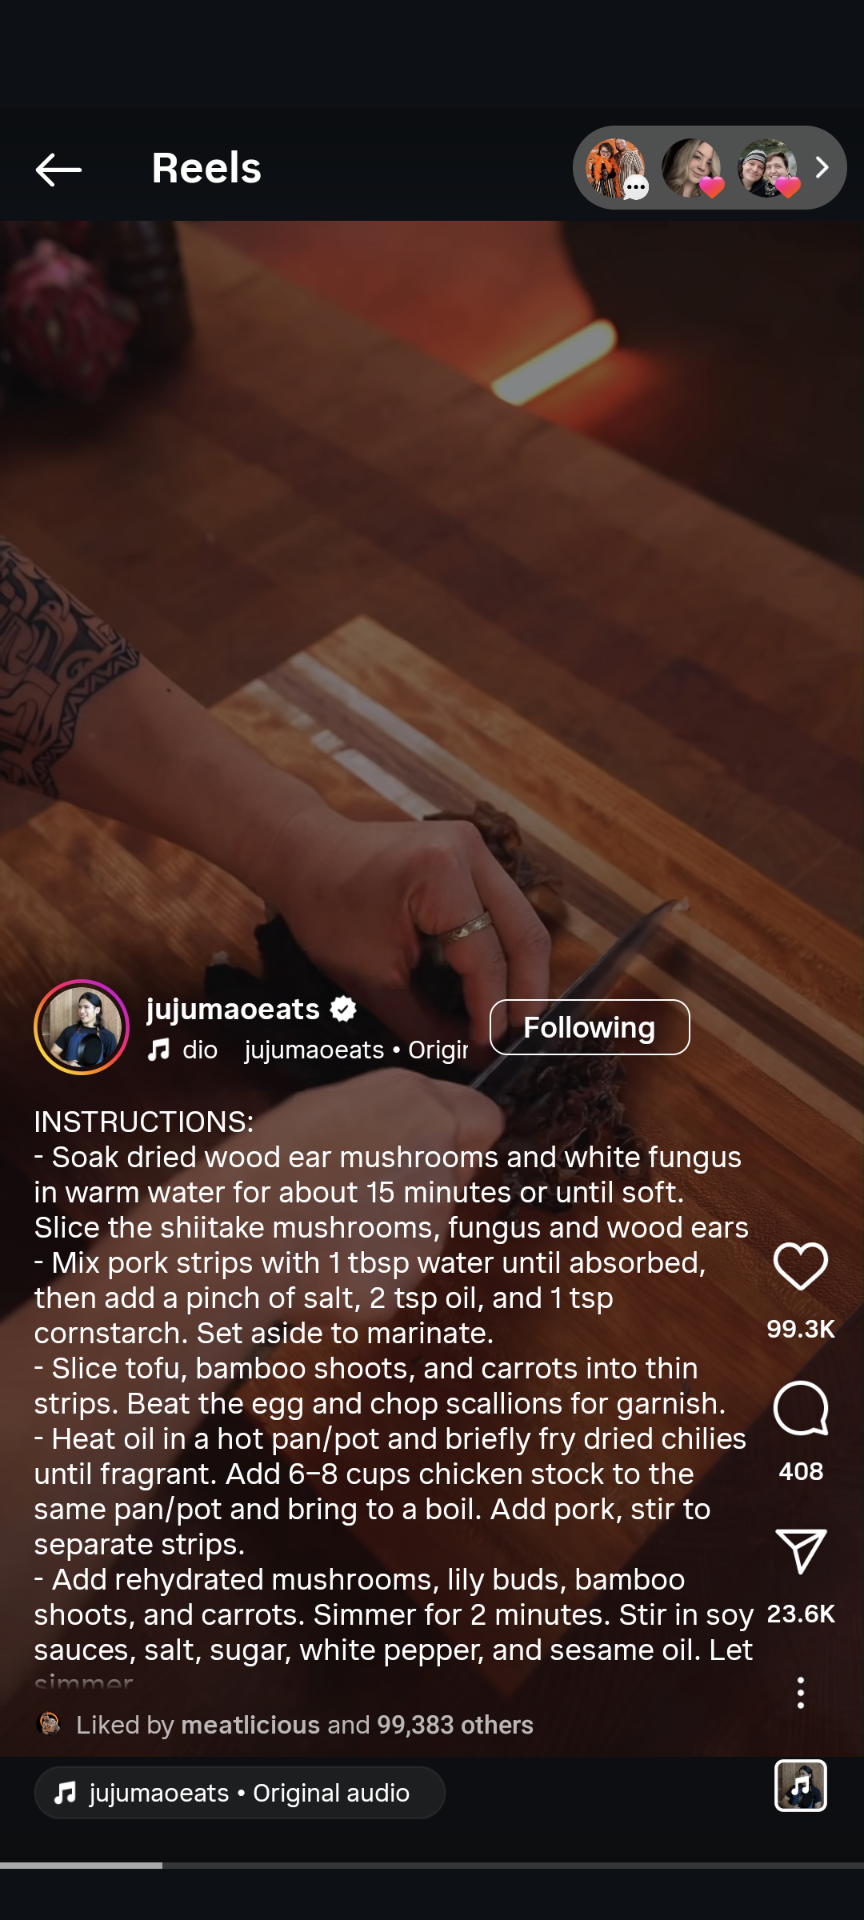 Reels
jujumaoeats
dio jujumaoeats • Origin
Following
INSTRUCTIONS:
- Soak dried wood ear mushrooms and white fungus
in warm water for about 15 minutes or until soft.
Slice the shiitake mushrooms, fungus and wood ears
- Mix pork strips with 1 tbsp water until absorbed,
then add a pinch of salt, 2 tsp oil, and 1 tsp
cornstarch. Set aside to marinate.
- Slice tofu, bamboo shoots, and carrots into thin
strips. Beat the egg and chop scallions for garnish.
- Heat oil in a hot pan/pot and briefly fry dried chilies
until fragrant. Add 6–8 cups chicken stock to the
same pan/pot and bring to a boil. Add pork, stir to
separate strips.
- Add rehydrated mushrooms, lily buds, bamboo
shoots, and carrots. Simmer for 2 minutes. Stir in soy
sauces, salt, sugar, white pepper, and sesame oil. Let
simmer
99.3K
408
23.6K
Liked by meatlicious and 99,383 others
jujumaoeats • Original audio